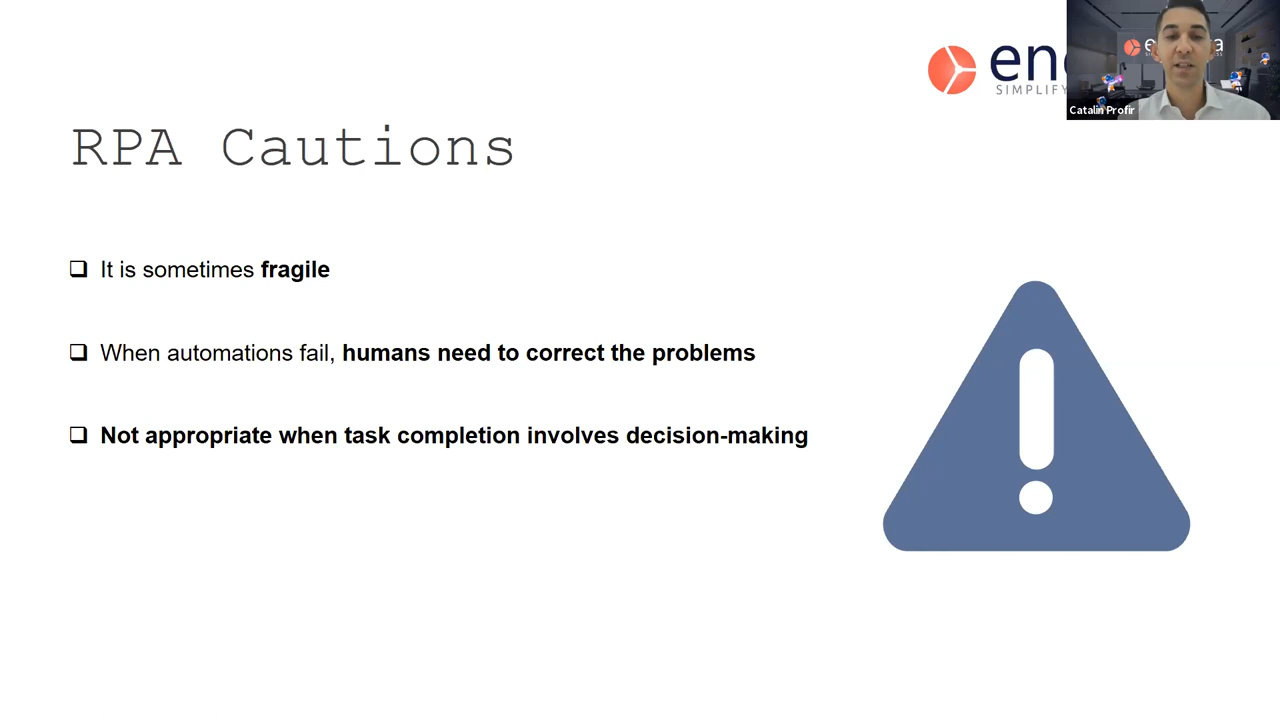 RPA Cautions
It is sometimes fragile
When automations fail, humans need to correct the problems
Not appropriate when task completion involves decision-making
SIMPLIFY
Catalin Profir